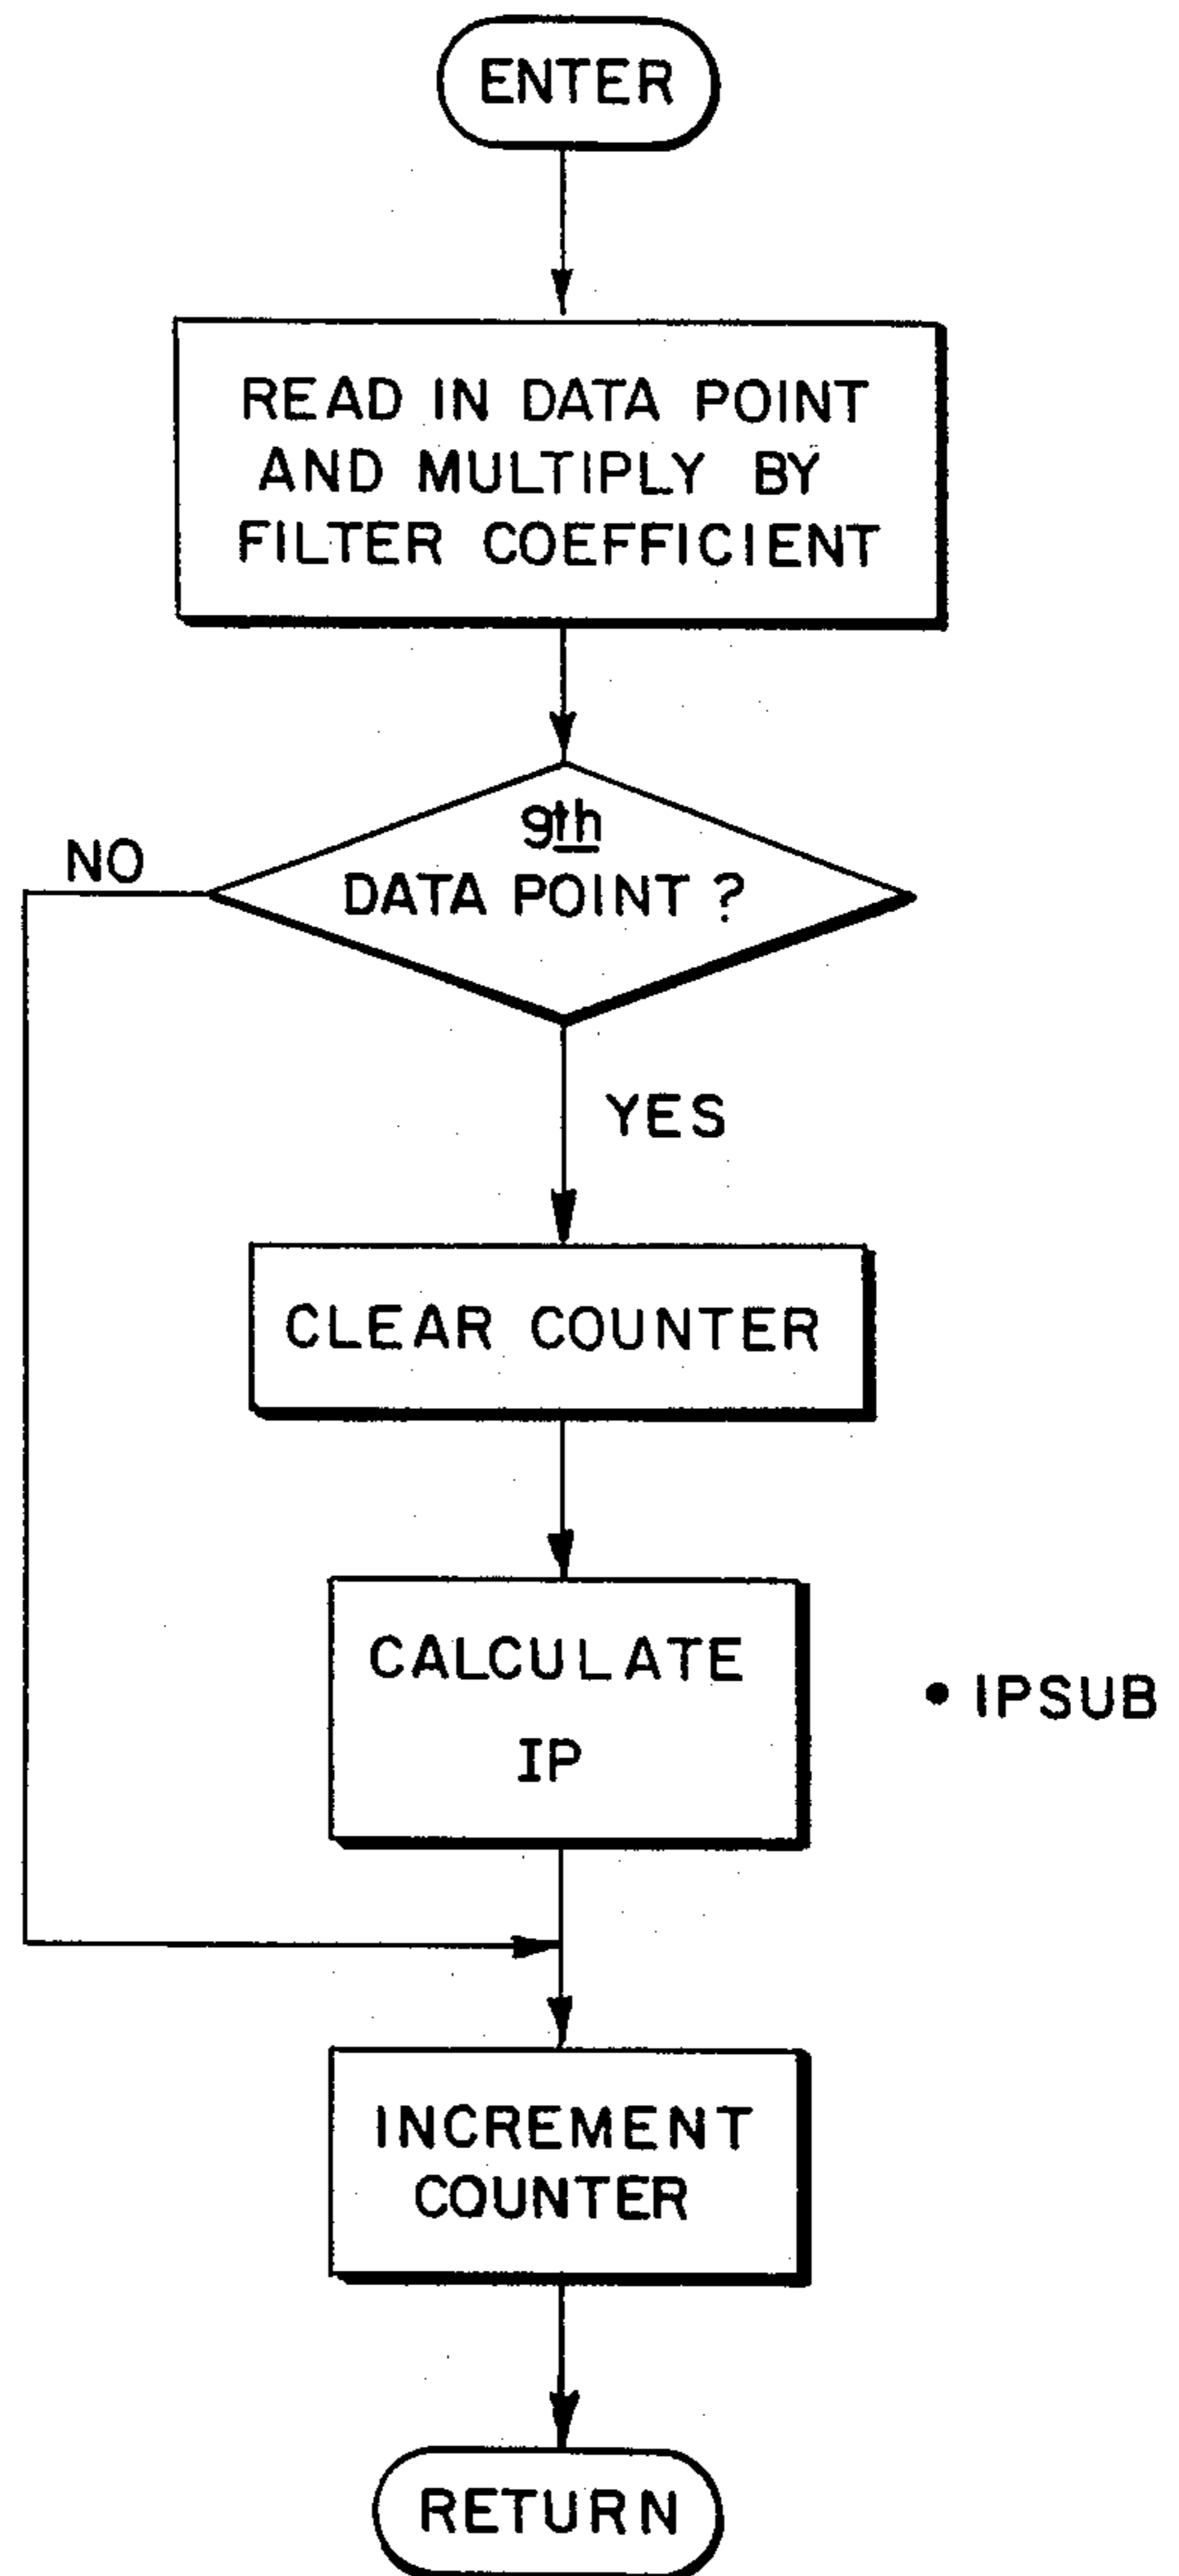 ENTER
READ IN DATA POINT
AND MULTIPLY BY
FILTER COEFFICIENT
9th
DATA POINT ?
NO
YES
CLEAR COUNTER
CALCULATE
IP
• IPSUB
INCREMENT
COUNTER
RETURN